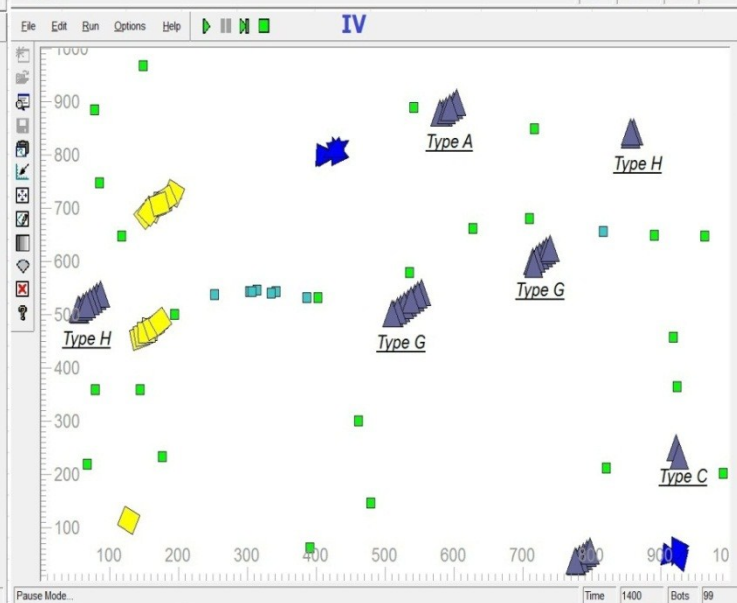 File Edit Run Options Help IV
1000
900
Type A
800
Type H
700
600
Type G
500
Type H
Type G
400
300
200
Type C
100
100 200 300 400 500 600 700 800 900 10
Pause Mode... Time 1400 Bots 99